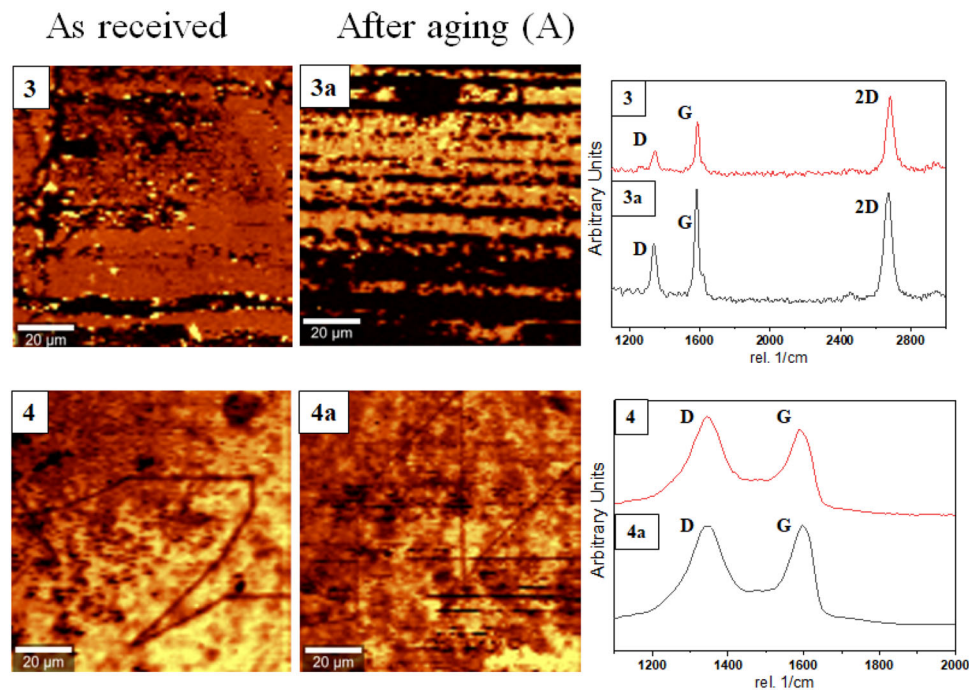 As received After aging (A)
3
20 µm
3a
20 µm
3
D
G
2D
3a
D
G
2D
Arbitrary Units
1200 1600 2000 2400 2800
rel. 1/cm
4
20 µm
4a
20 µm
4
D
G
4a
D
G
Arbitrary Units
1200 1400 1600 1800 2000
rel. 1/cm